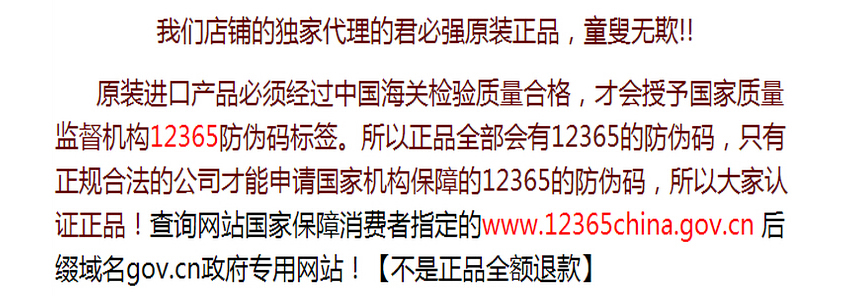 我们店铺的独家代理的君必强原装正品，童叟无欺!!
原装进口产品必须经过中国海关检验质量合格，才会授予国家质量
监督机构12365防伪码标签。所以正品全部会有12365的防伪码，只有
正规合法的公司才能申请国家机构保障的12365的防伪码，所以大家认
证正品！查询网站国家保障消费者指定的www.12365china.gov.cn 后
缀域名gov.cn政府专用网站！【不是正品全额退款】